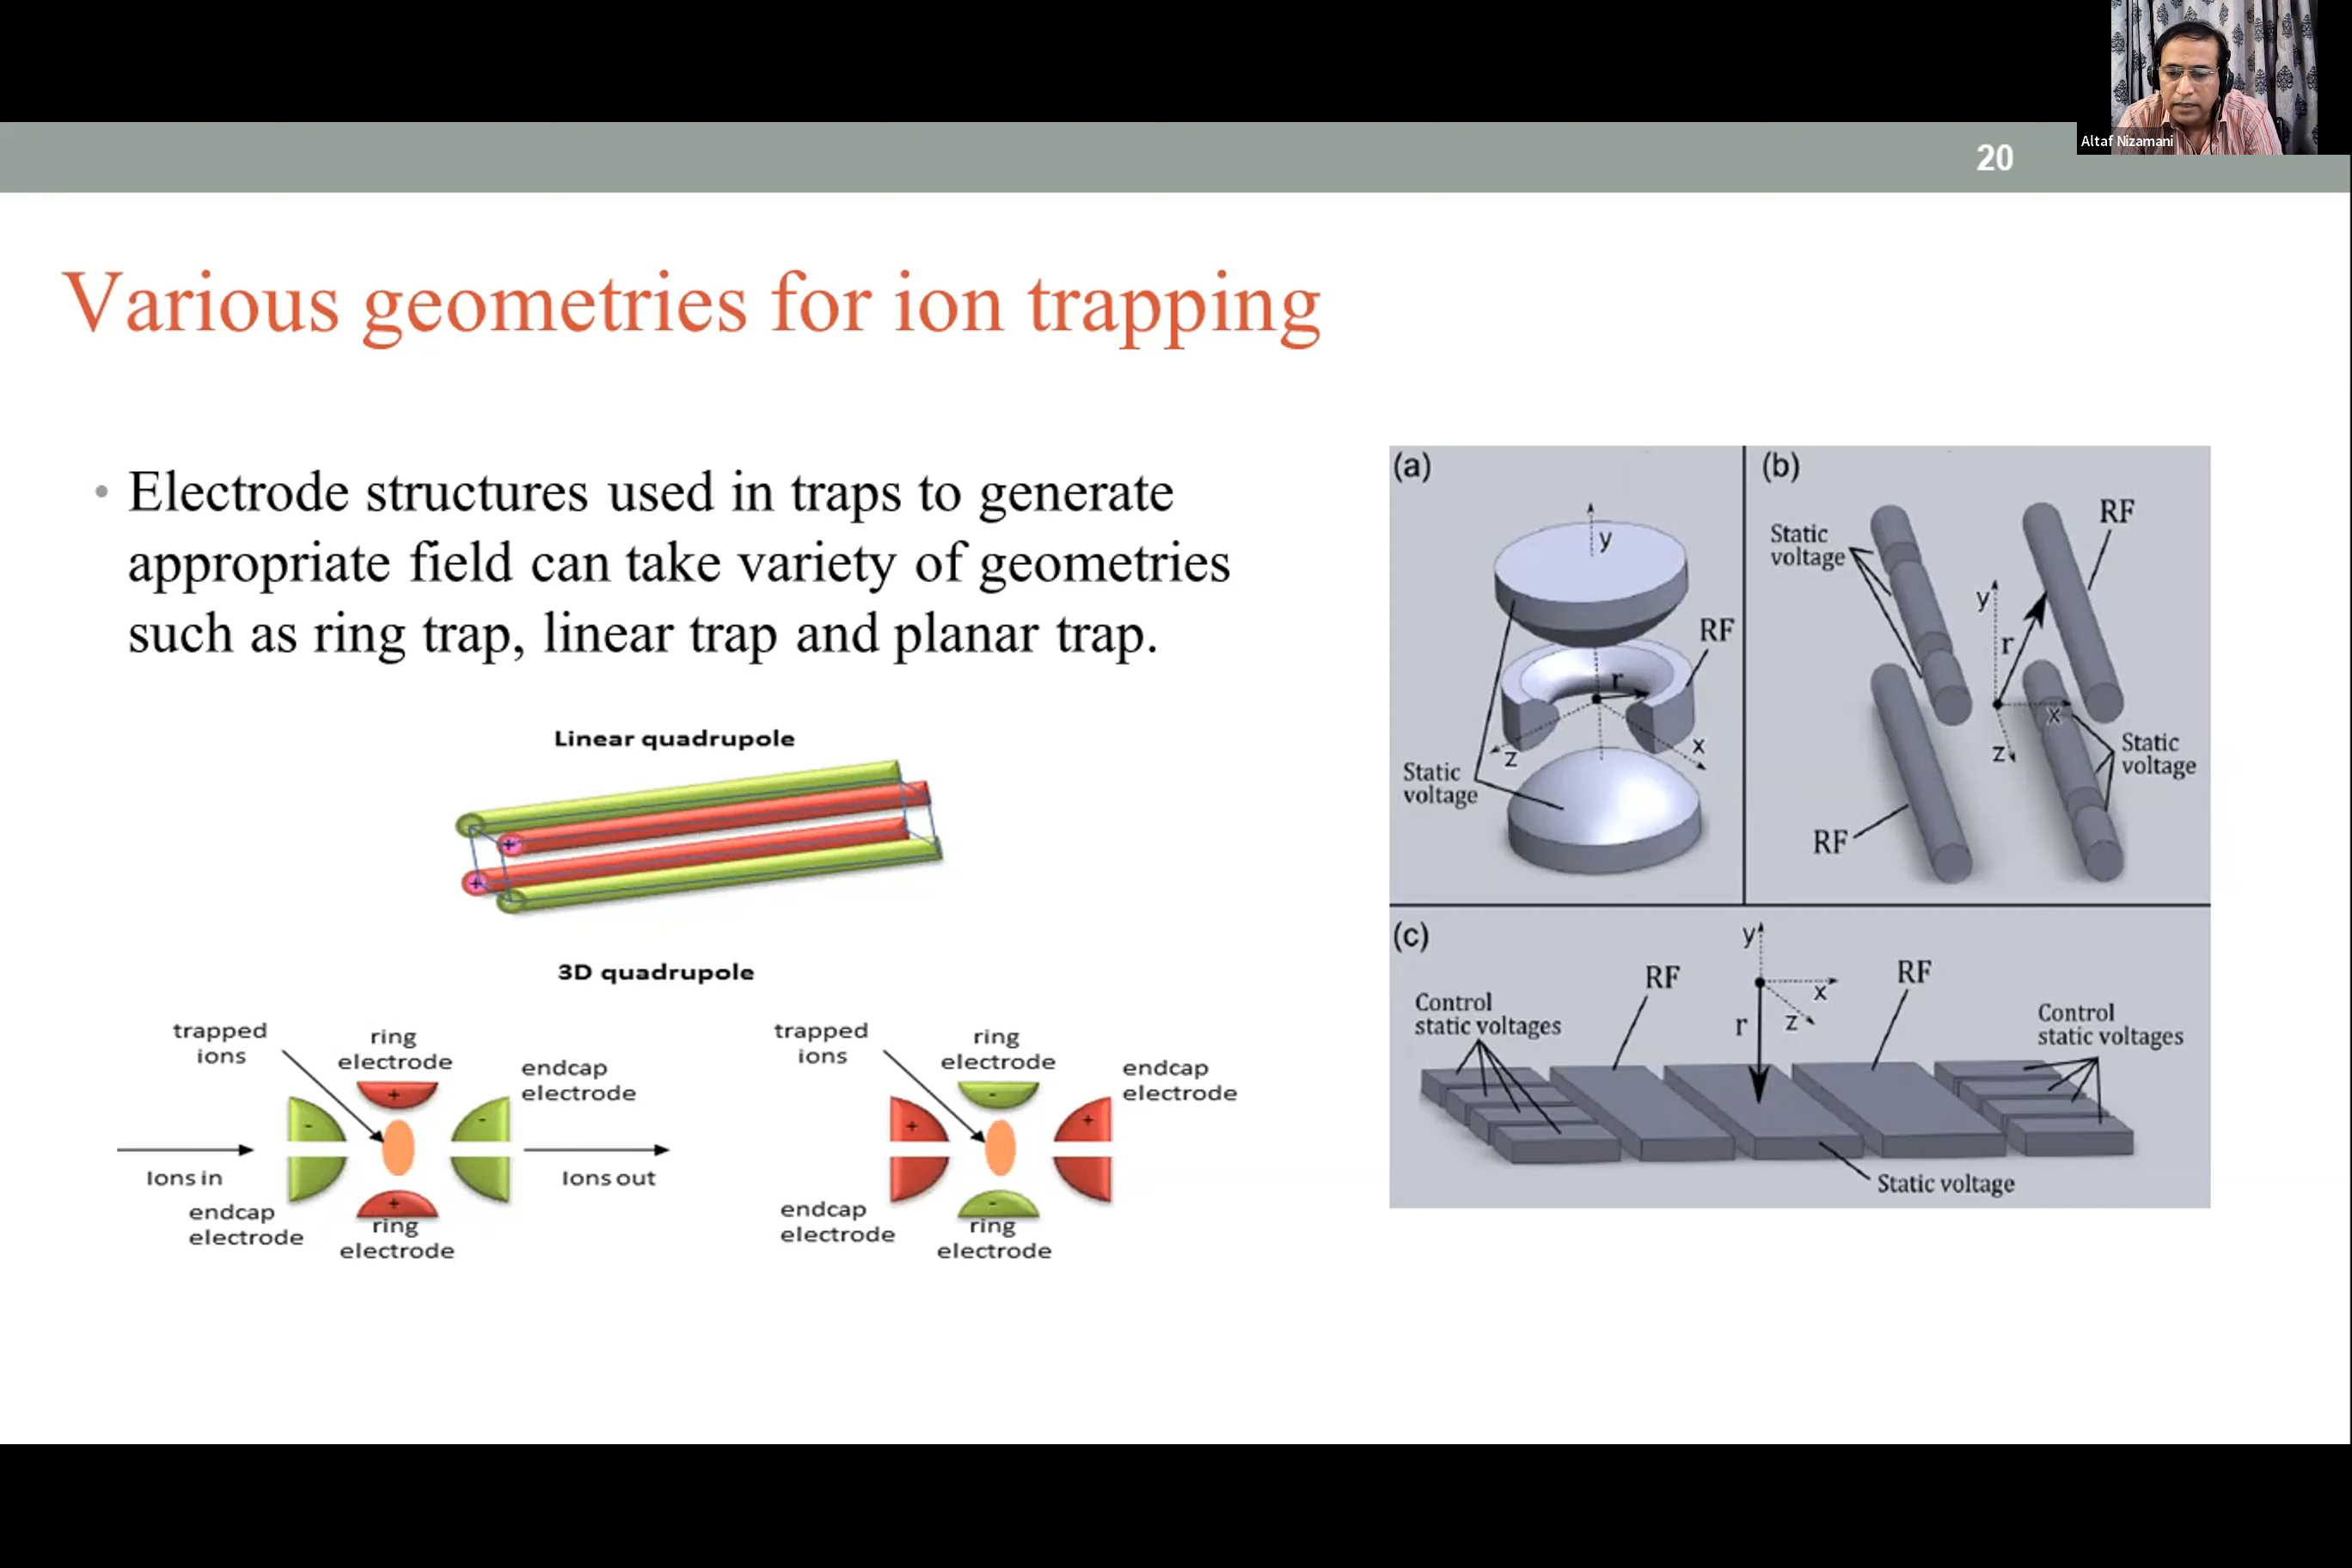 Altaf Nizamani
20
Various geometries for ion trapping
• Electrode structures used in traps to generate
appropriate field can take variety of geometries
such as ring trap, linear trap and planar trap.
Linear quadrupole
+
+
3D quadrupole
trapped
ions
ring
electrode
endcap
electrode
+
-
-
Ions in
Ions out
endcap
electrode
+
ring
electrode
trapped
ions
ring
electrode
endcap
electrode
-
+
+
endcap
electrode
-
ring
electrode
(a)
y
RF
r
z
x
Static
voltage
(b)
Static
voltage
RF
y
r
x
z
Static
voltage
RF
(c)
y
RF
RF
x
Control
static voltages
r
z
Control
static voltages
Static voltage